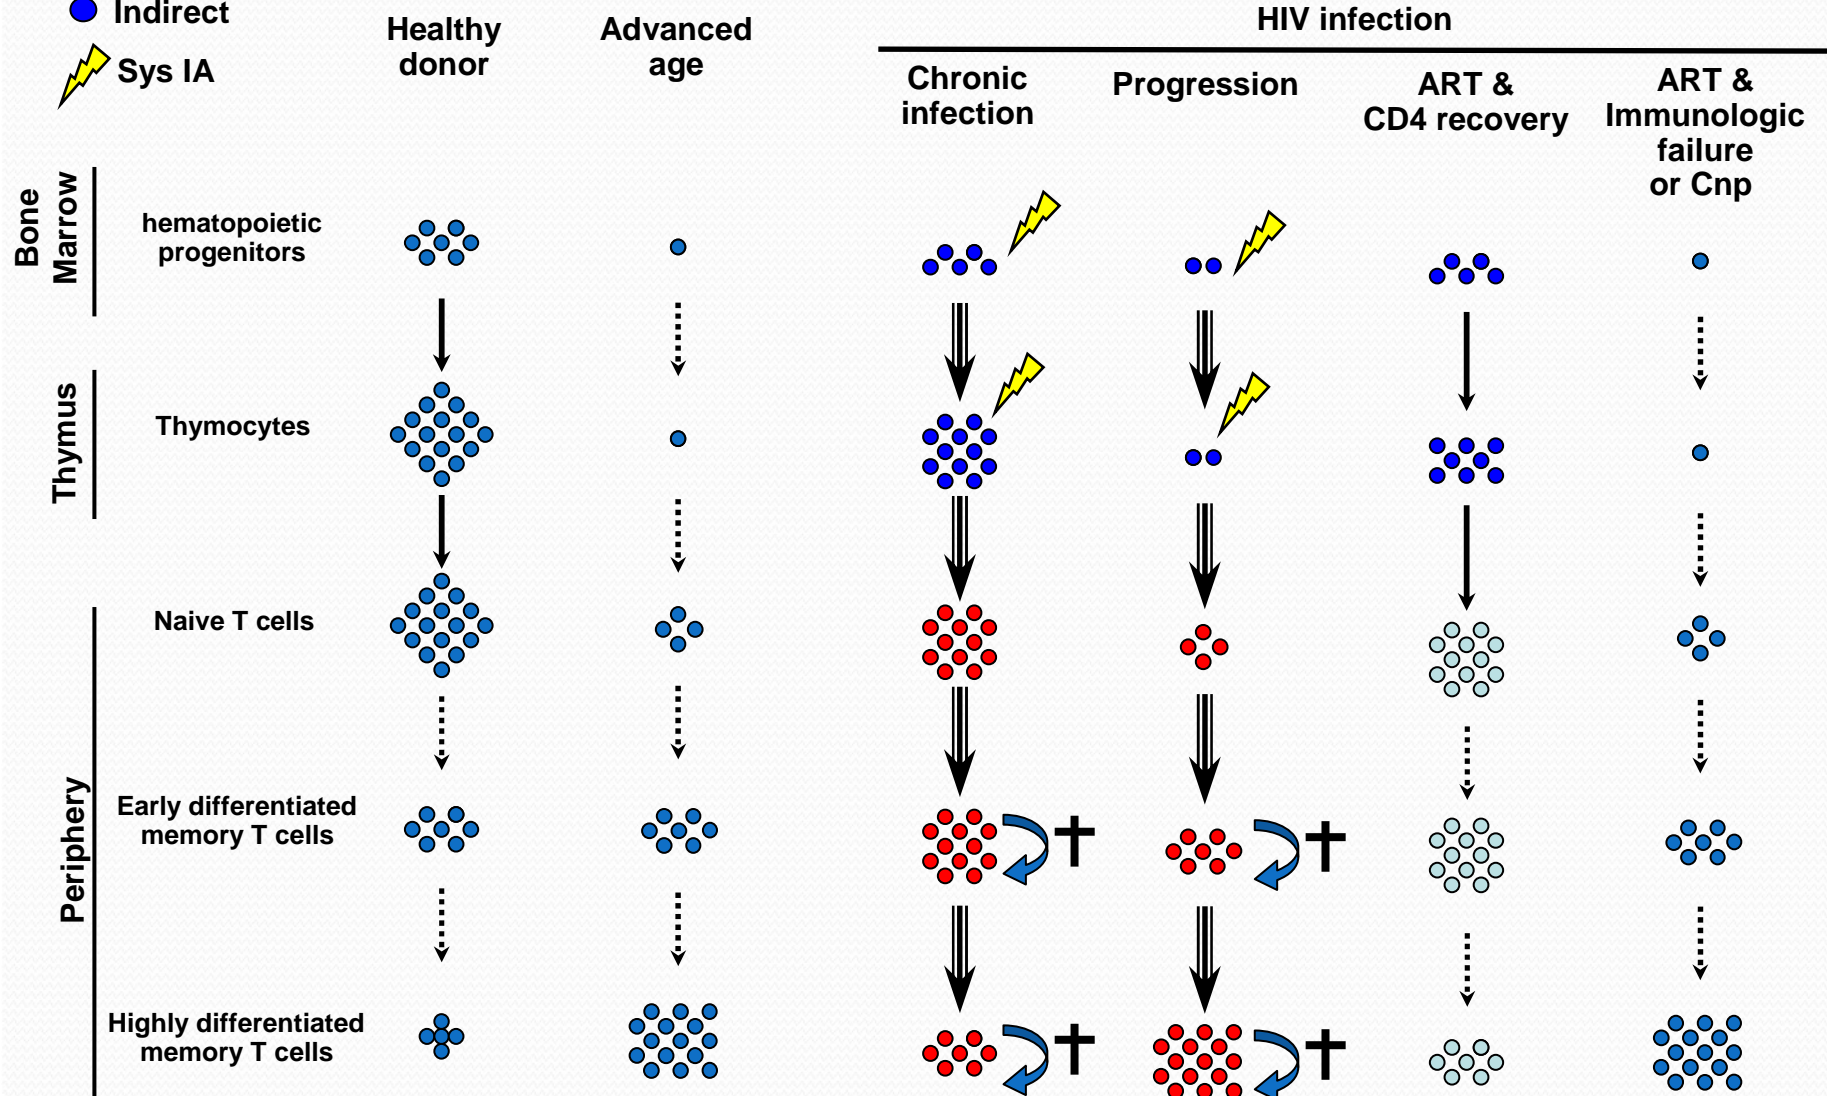 Indirect
Sys IA
Healthy
donor
Advanced
age
HIV infection
Chronic
infection
Progression
ART &
CD4 recovery
ART &
Immunologic
failure
or Cnp
Bone
Marrow
hematopoietic
progenitors
Thymus
Thymocytes
Periphery
Naive T cells
Early differentiated
memory T cells
Highly differentiated
memory T cells